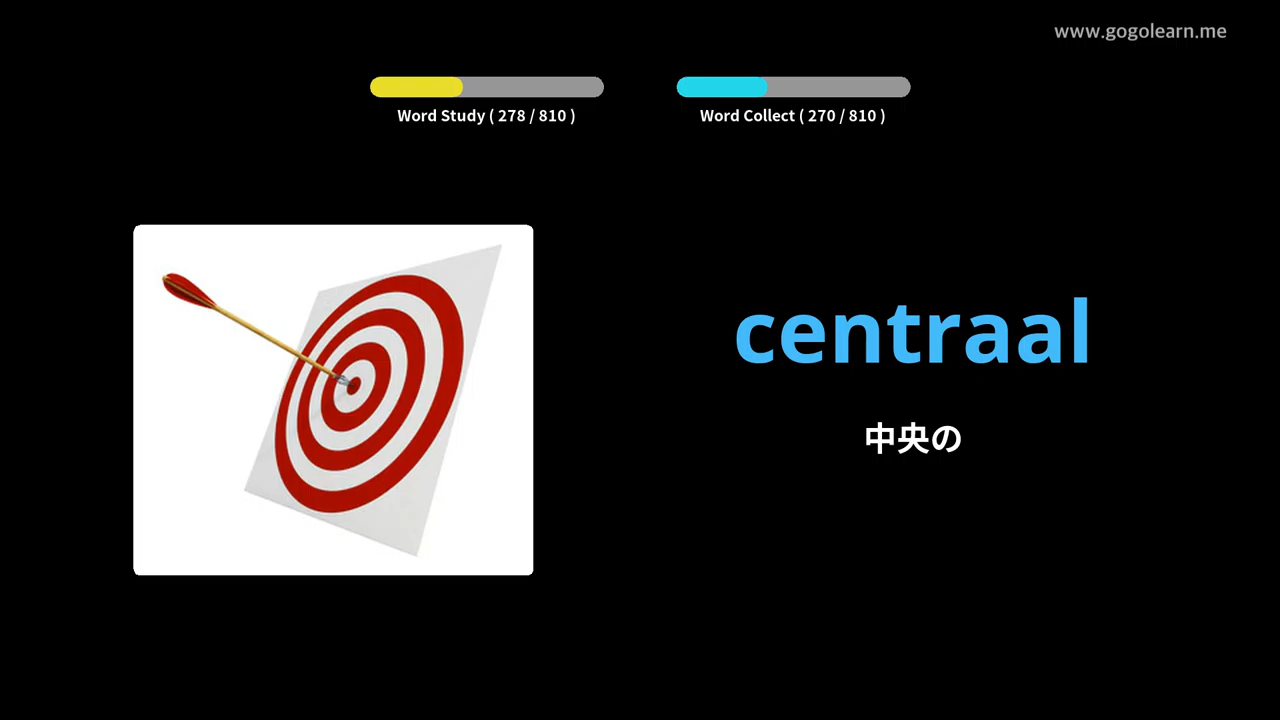 www.gogolearn.me
Word Study ( 278 / 810 )
Word Collect ( 270 / 810 )
centraal
中央の